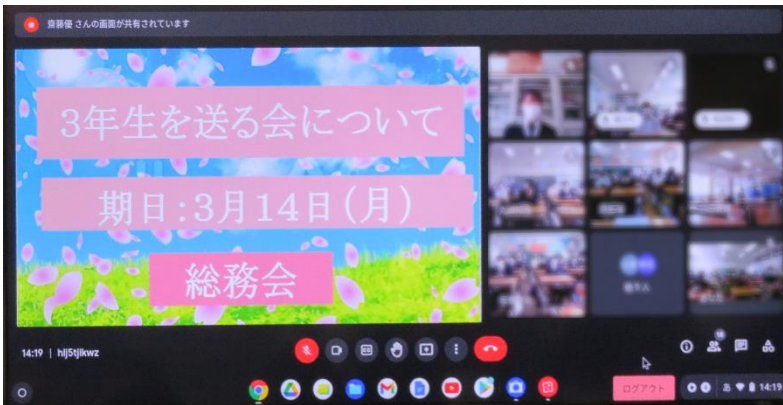 齋藤優 さんの画面が共有されています
3年生を送る会について
期日:3月14日(月)
総務会
14:19 | hlj5tjlkwz
ログアウト
あ
14:19